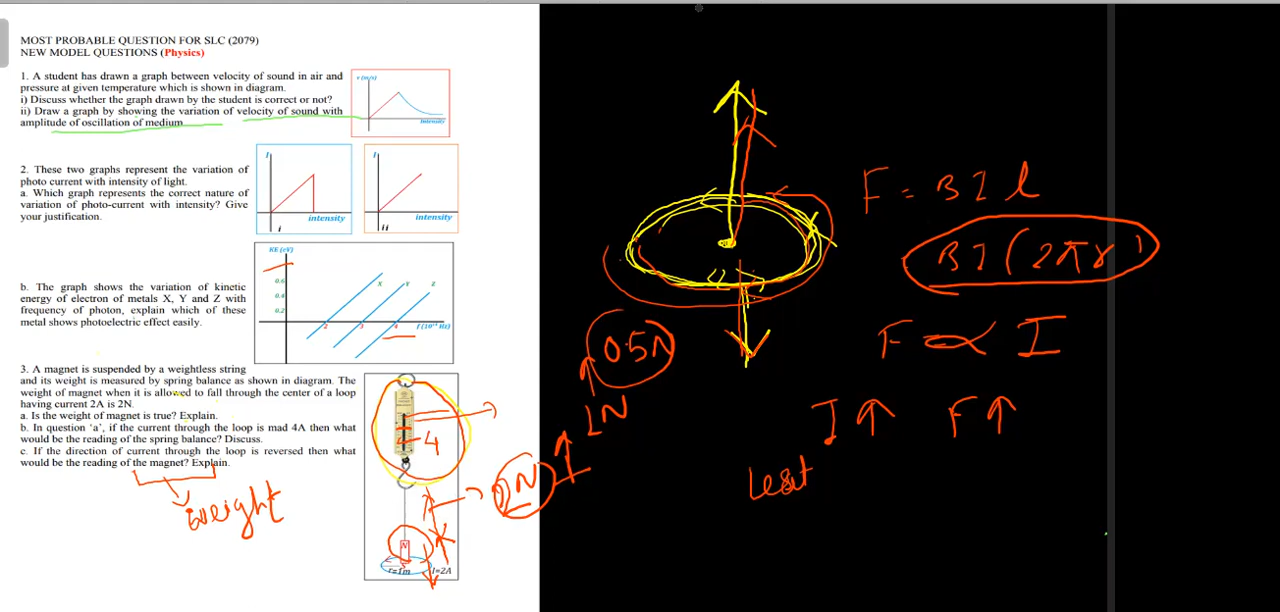 MOST PROBABLE QUESTION FOR SLC (2079)
NEW MODEL QUESTIONS (Physics)
1. A student has drawn a graph between velocity of sound in air and
pressure at given temperature which is shown in diagram.
i) Discuss whether the graph drawn by the student is correct or not?
ii) Draw a graph by showing the variation of velocity of sound with
amplitude of oscillation of medium
v (m/s)
intensity
2. These two graphs represent the variation of
photo current with intensity of light.
a. Which graph represents the correct nature of
variation of photo-current with intensity? Give
your justification.
I
intensity
i
I
intensity
ii
b. The graph shows the variation of kinetic
energy of electron of metals X, Y and Z with
frequency of photon, explain which of these
metal shows photoelectric effect easily.
KE (eV)
0.6
0.4
0.2
X
Y
Z
2
3
4
3. A magnet is suspended by a weightless string
and its weight is measured by spring balance as shown in diagram. The
weight of magnet when it is allowed to fall through the center of a loop
having current 2A is 2N.
a. Is the weight of magnet is true? Explain.
b. In question 'a', if the current through the loop is mad 4A then what
would be the reading of the spring balance? Discuss.
c. If the direction of current through the loop is reversed then what
would be the reading of the magnet? Explain.
weight
4
N
r=1m
I=2A
2N
1N
0.5N
F = BIl
BI (2πr)
F ∝ I
I↑ F↑